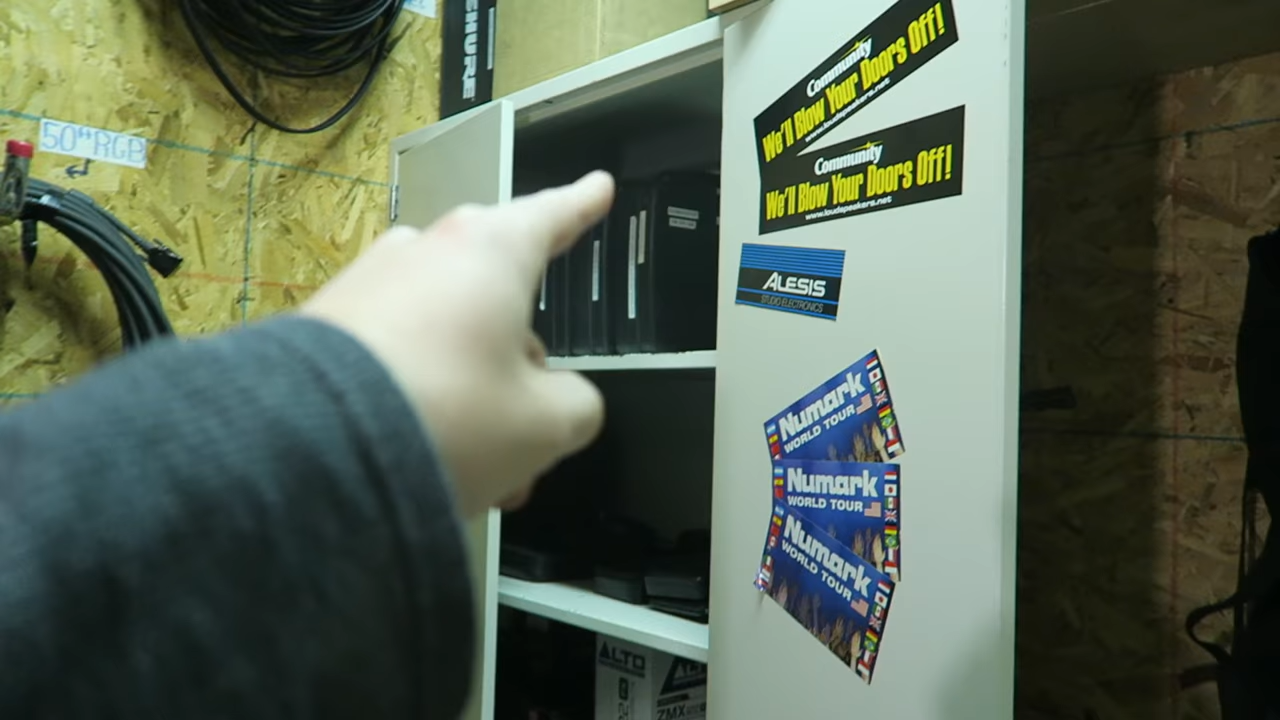 SHURE
50" RGB
Community
We'll Blow Your Doors Off!
www.loudspeakers.net
Community
We'll Blow Your Doors Off!
www.loudspeakers.net
ALESIS
STUDIO ELECTRONICS
Numark
WORLD TOUR
Numark
WORLD TOUR
Numark
WORLD TOUR
ALTO
ZMX